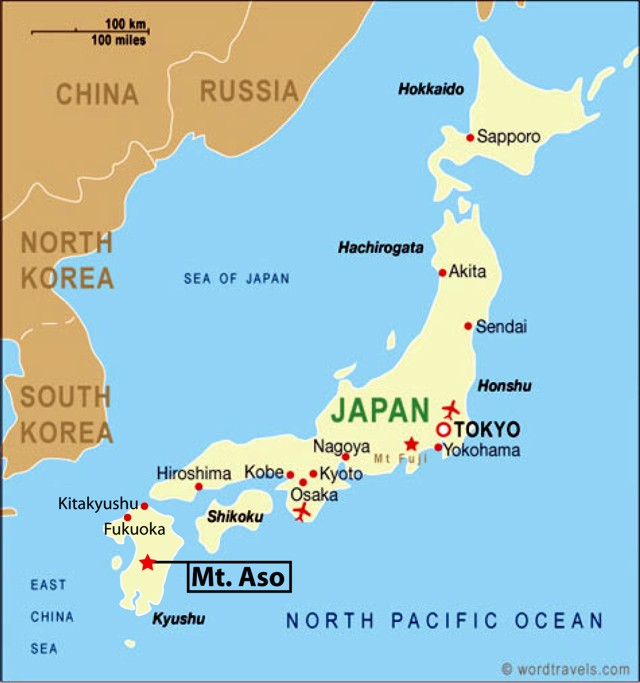 100 km
100 miles
CHINA
RUSSIA
Hokkaido
Sapporo
NORTH
KOREA
Hachirogata
SEA OF JAPAN
Akita
Sendai
SOUTH
KOREA
Honshu
JAPAN
TOKYO
Nagoya
Mt Fuji
Yokohama
Hiroshima
Kobe
Kyoto
Osaka
Kitakyushu
Shikoku
Fukuoka
Mt. Aso
EAST
CHINA
SEA
Kyushu
NORTH PACIFIC OCEAN
© wordtravels.com